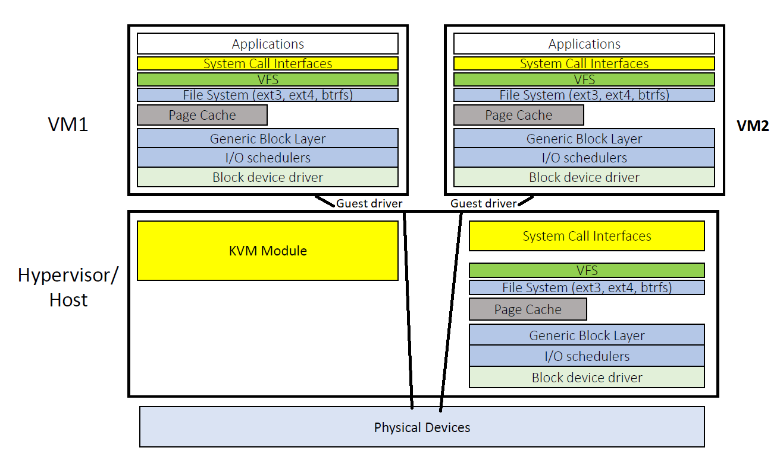 Applications
System Call Interfaces
VFS
File System (ext3, ext4, btrfs)
Page Cache
Generic Block Layer
I/O schedulers
Block device driver
VM1
Applications
System Call Interfaces
VFS
File System (ext3, ext4, btrfs)
Page Cache
Generic Block Layer
I/O schedulers
Block device driver
VM2
Guest driver
Guest driver
Hypervisor/
Host
KVM Module
System Call Interfaces
VFS
File System (ext3, ext4, btrfs)
Page Cache
Generic Block Layer
I/O schedulers
Block device driver
Physical Devices